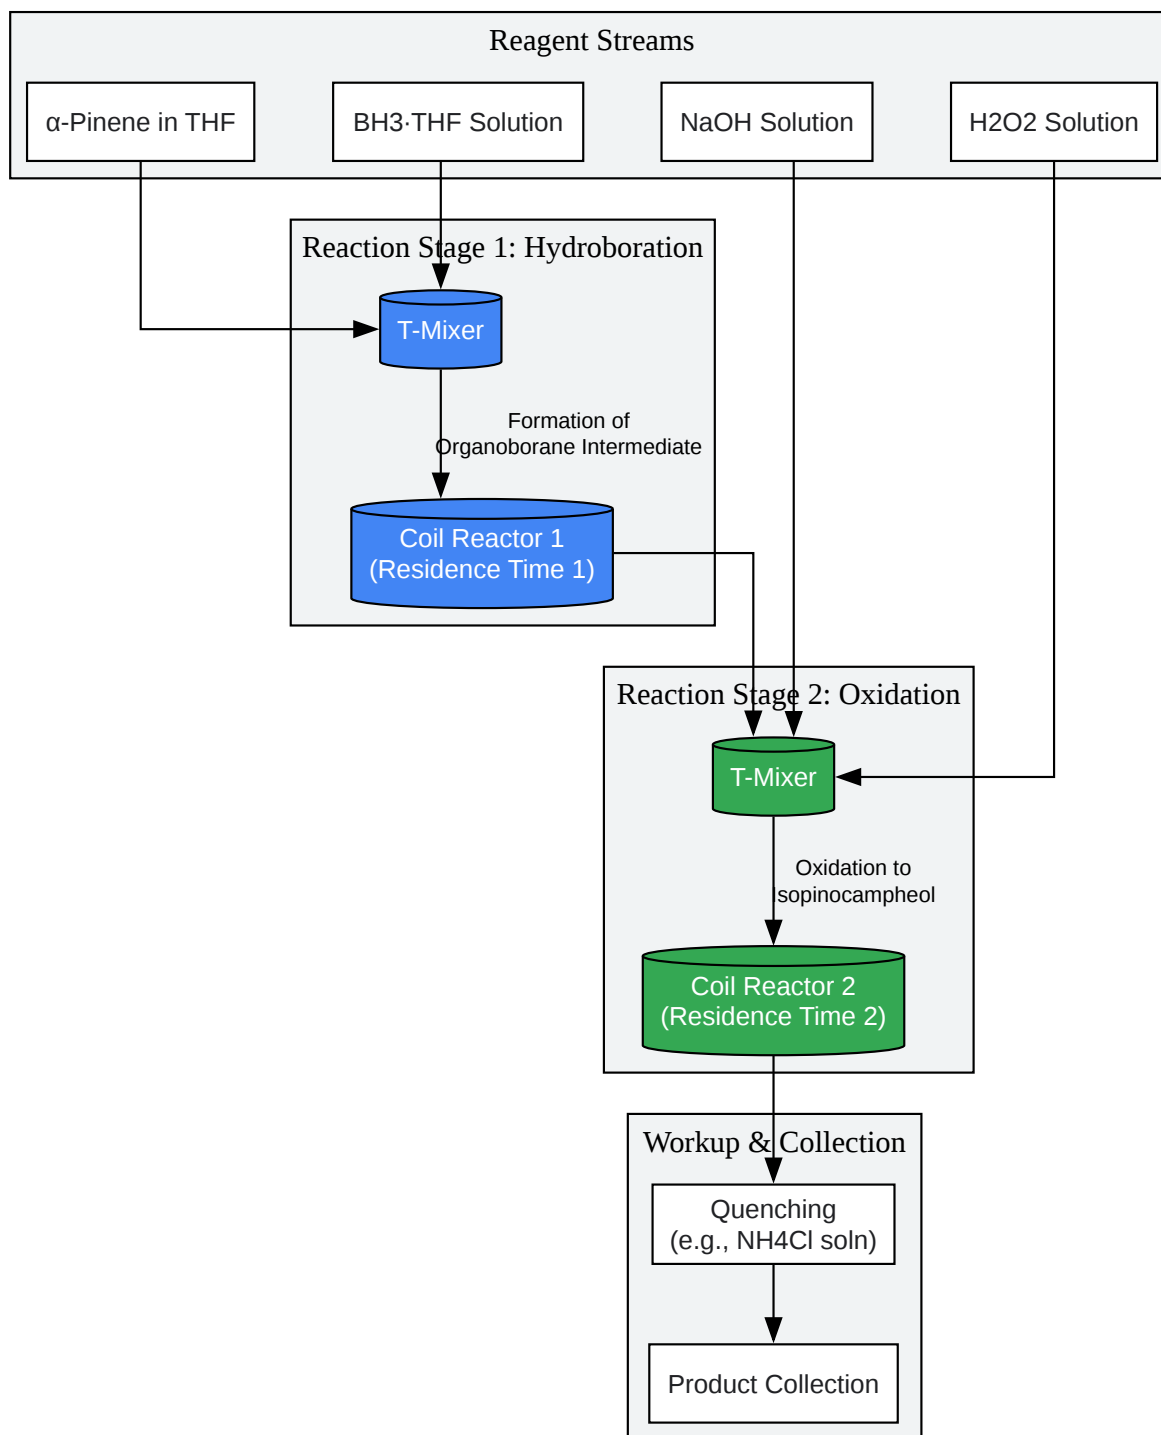 Reagent Streams
α-Pinene in THF
BH3·THF Solution
NaOH Solution
H2O2 Solution
Reaction Stage 1: Hydroboration
T-Mixer
Formation of
Organoborane Intermediate
Coil Reactor 1
(Residence Time 1)
Reaction Stage 2: Oxidation
T-Mixer
Oxidation to
Isopinocampheol
Coil Reactor 2
(Residence Time 2)
Workup & Collection
Quenching
(e.g., NH4Cl soln)
Product Collection